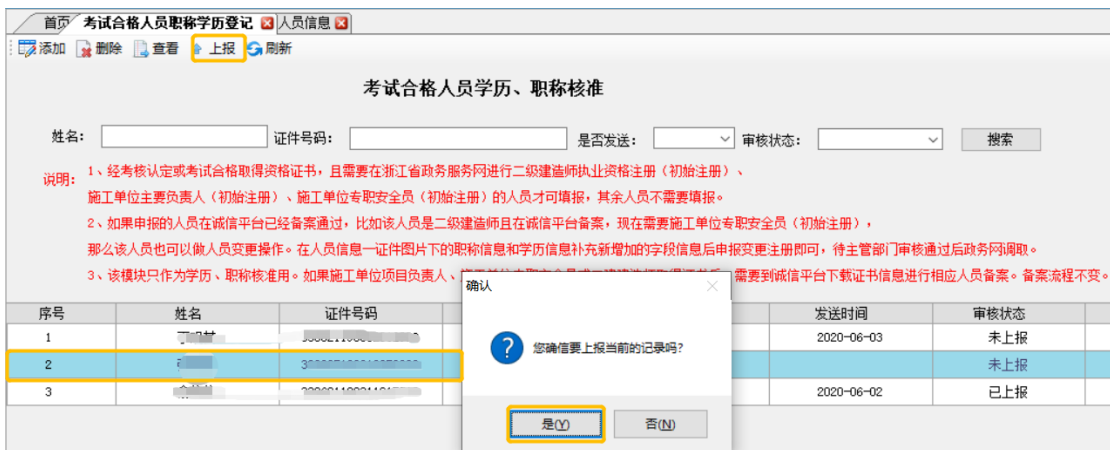 首页 考试合格人员职称学历登记 人员信息
添加 删除 查看 上报 刷新
考试合格人员学历、职称核准
姓名： 证件号码： 是否发送： 审核状态： 搜索
说明： 1、经考核认定或考试合格取得资格证书，且需要在浙江省政务服务网进行二级建造师执业资格注册（初始注册）、
施工单位主要负责人（初始注册）、施工单位专职安全员（初始注册）的人员才可填报，其余人员不需要填报。
2、如果申报的人员在诚信平台已经备案通过，比如该人员是二级建造师且在诚信平台备案，现在需要施工单位专职安全员（初始注册），
那么该人员也可以做人员变更操作。在人员信息—证件图片下的职称信息和学历信息补充新增加的字段信息后申报变更注册即可，待主管部门审核通过后政务网调取。
3、该模块只作为学历、职称核准用。如果施工单位项目负责人、 需要到诚信平台下载证书信息进行相应人员备案。备案流程不变。
确认
序号 姓名 证件号码 发送时间 审核状态
1 2020-06-03 未上报
您确信要上报当前的记录吗?
2 未上报
3 2020-06-02 已上报
是(Y) 否(N)